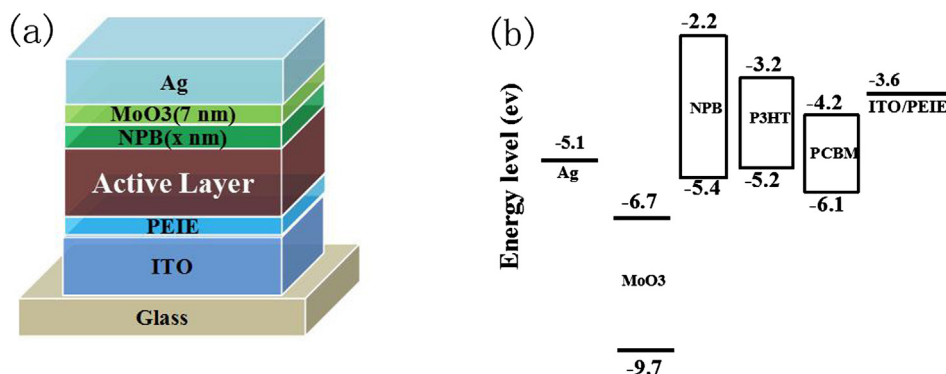 (a)
Ag
MoO3(7 nm)
NPB(x nm)
Active Layer
PEIE
ITO
Glass
(b)
Energy level (ev)
-2.2
-3.2
-3.6
NPB
P3HT
-4.2
ITO/PEIE
-5.1
PCBM
Ag
-5.4
-5.2
-6.1
-6.7
MoO3
-9.7